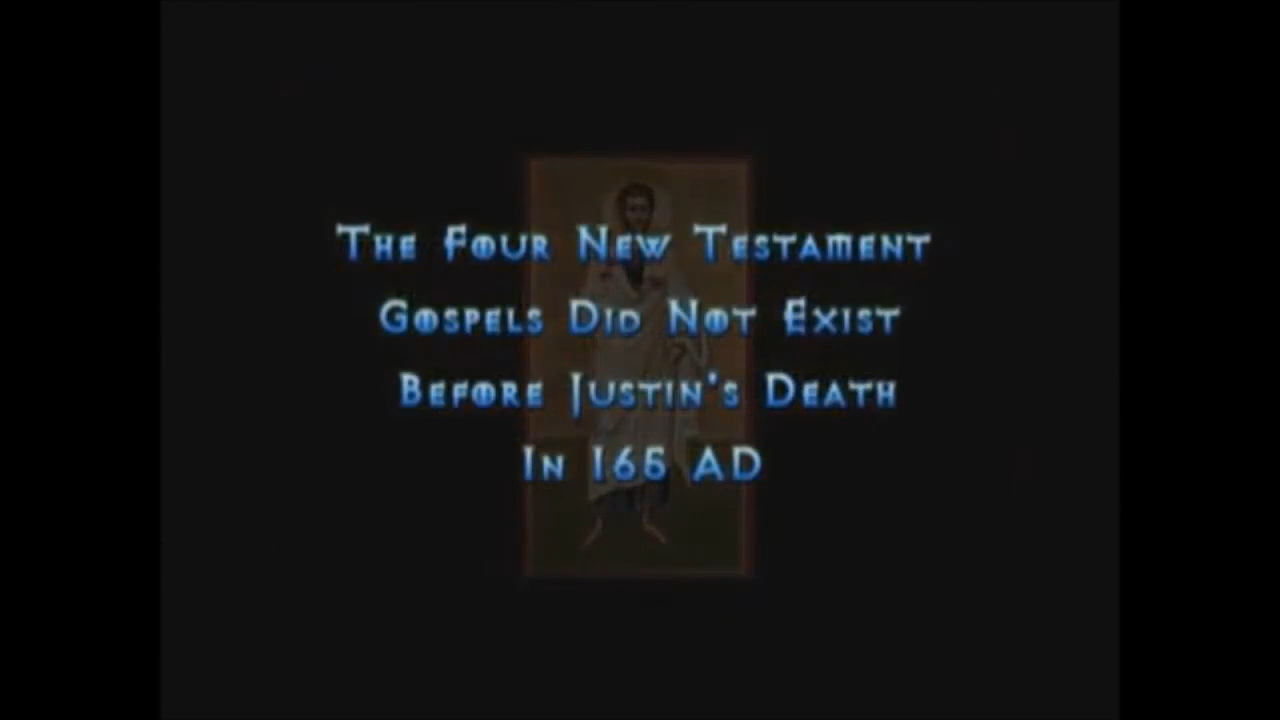 The Four New Testament
Gospels Did Not Exist
Before Justin's Death
In 165 AD